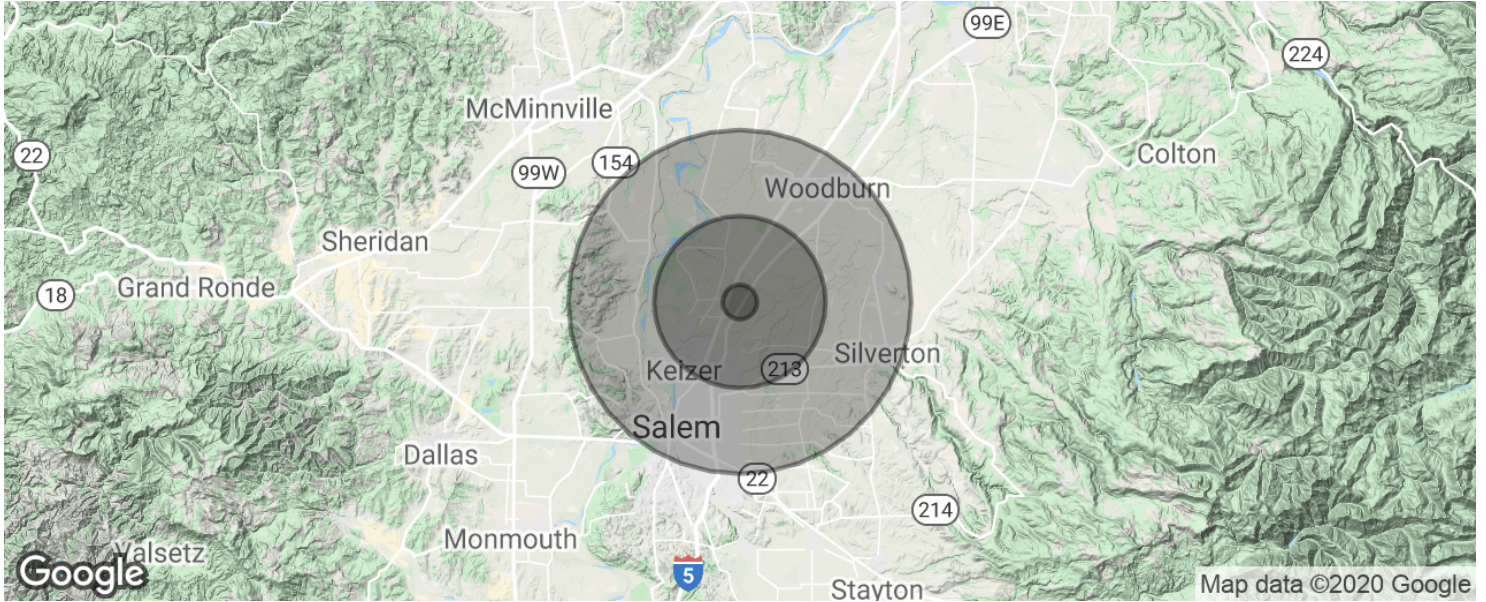 99E
224
McMinnville
22
99W
154
Colton
Woodburn
Sheridan
Grand Ronde
18
Keizer
213
Silverton
Salem
Dallas
22
214
Monmouth
Valsetz
Google
5
Stayton
Map data ©2020 Google